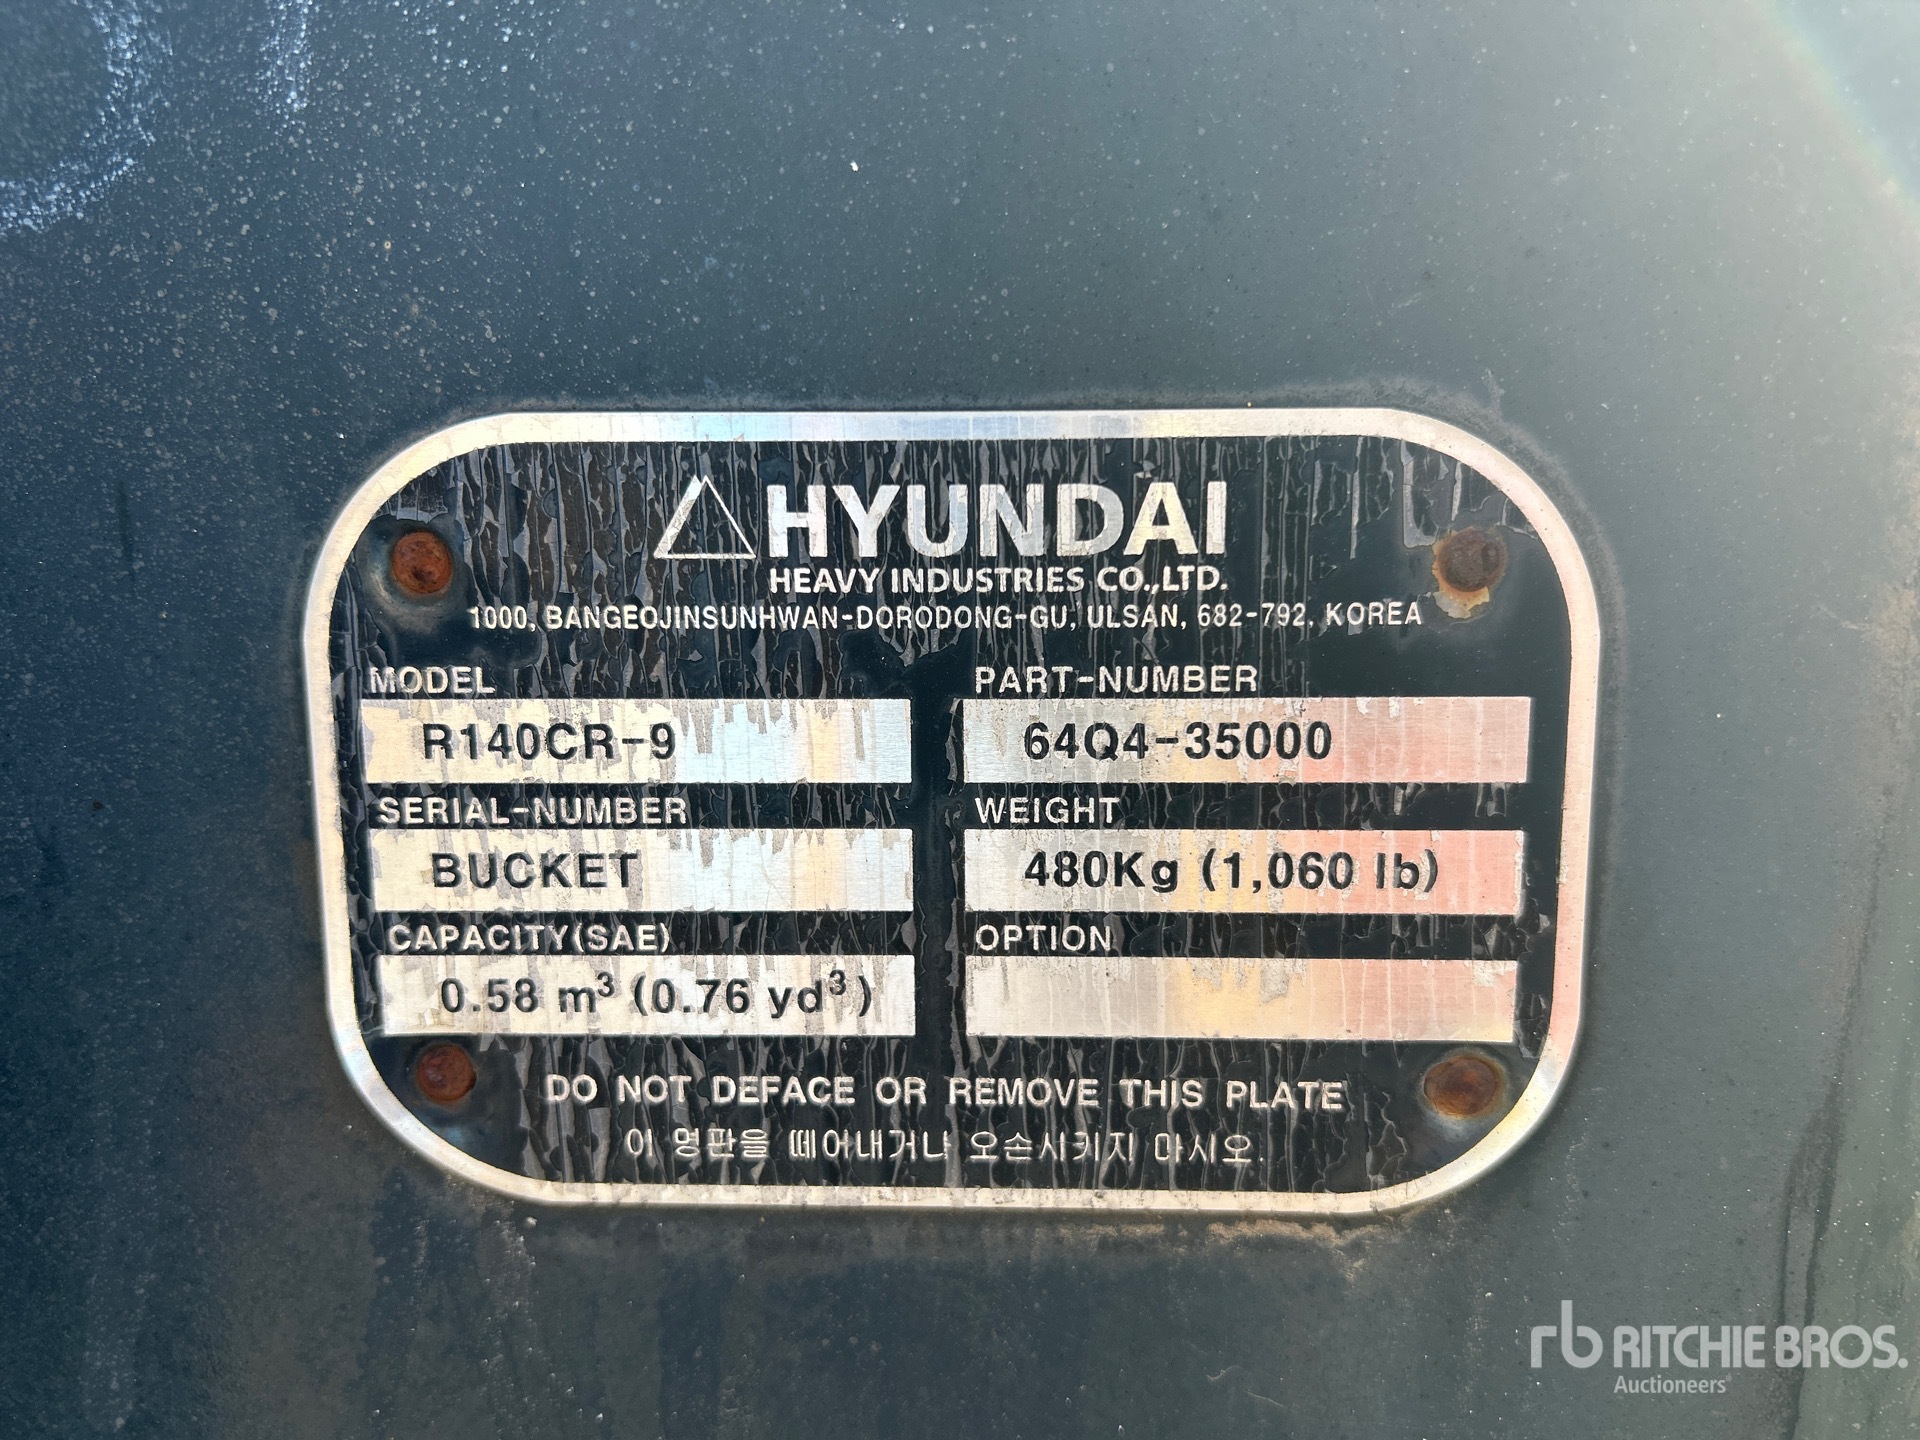 HYUNDAI
HEAVY INDUSTRIES CO.,LTD.
1000, BANGEOJINSUNHWAN-DORODONG-GU, ULSAN, 682-792, KOREA
MODEL
R140CR-9
PART-NUMBER
64Q4-35000
SERIAL-NUMBER
BUCKET
WEIGHT
480Kg (1,060 lb)
CAPACITY(SAE)
0.58 m³ (0.76 yd³)
OPTION
DO NOT DEFACE OR REMOVE THIS PLATE
이 명판을 떼어내거나 오손시키지 마시오.
rb RITCHIE BROS.
Auctioneers